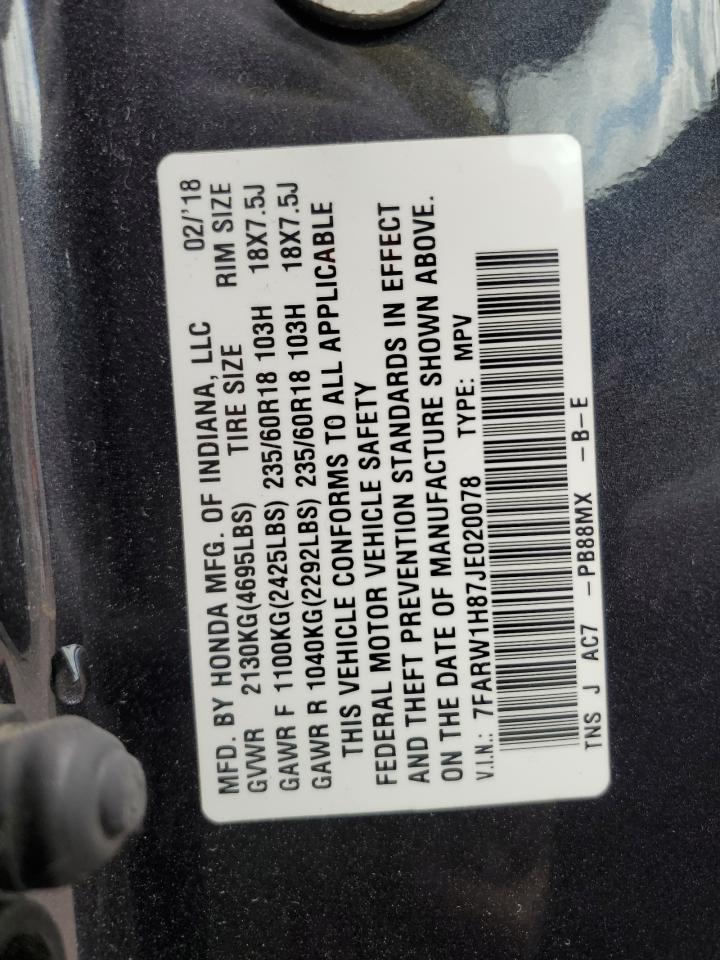 MFD. BY HONDA MFG. OF INDIANA, LLC 02/'18
GVWR 2130KG(4695LBS) TIRE SIZE RIM SIZE
GAWR F 1100KG(2425LBS) 235/60R18 103H 18X7.5J
GAWR R 1040KG(2292LBS) 235/60R18 103H 18X7.5J
THIS VEHICLE CONFORMS TO ALL APPLICABLE
FEDERAL MOTOR VEHICLE SAFETY
AND THEFT PREVENTION STANDARDS IN EFFECT
ON THE DATE OF MANUFACTURE SHOWN ABOVE.
V.I.N.: 7FARW1H87JE020078 TYPE: MPV
TNS J AC7 -PB88MX -B-E